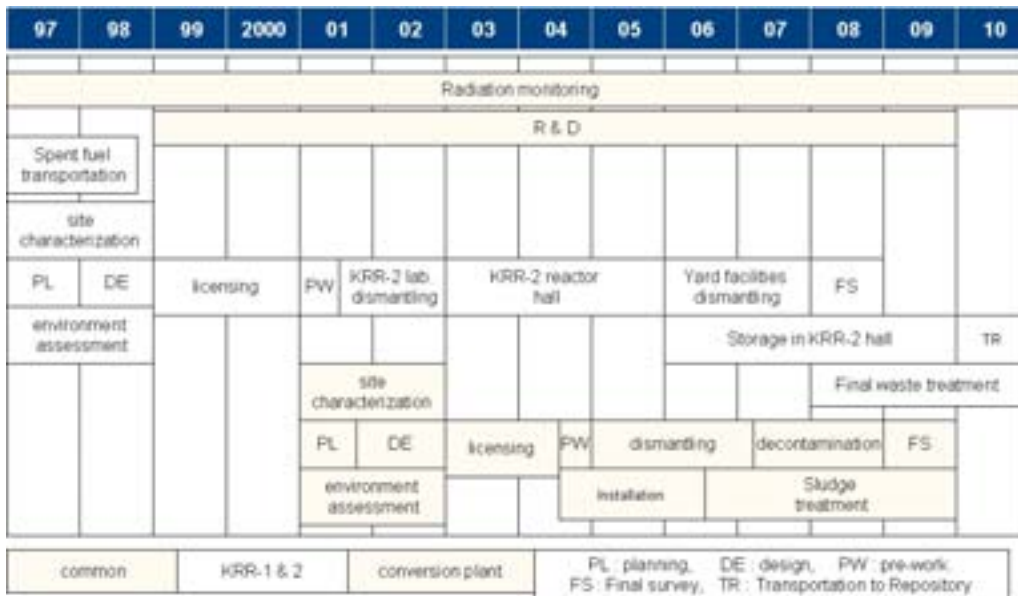 97 98 99 2000 01 02 03 04 05 06 07 08 09 10
Radiation monitoring
R & D
Spent fuel
transportation
site
characterization
PL DE licensing PW KRR-2 lab
dismantling
KRR-2 reactor
hall
Yard facilities
dismantling
FS
environment
assessment
Storage in KRR-2 hall TR
site
characterization
Final waste treatment
PL DE licensing PW dismantling decontamination FS
environment
assessment
Installation
Sludge
treatment
common KRR-1 & 2 conversion plant
PL : planning, DE : design, PW : pre-work
FS : Final survey, TR : Transportation to Repository